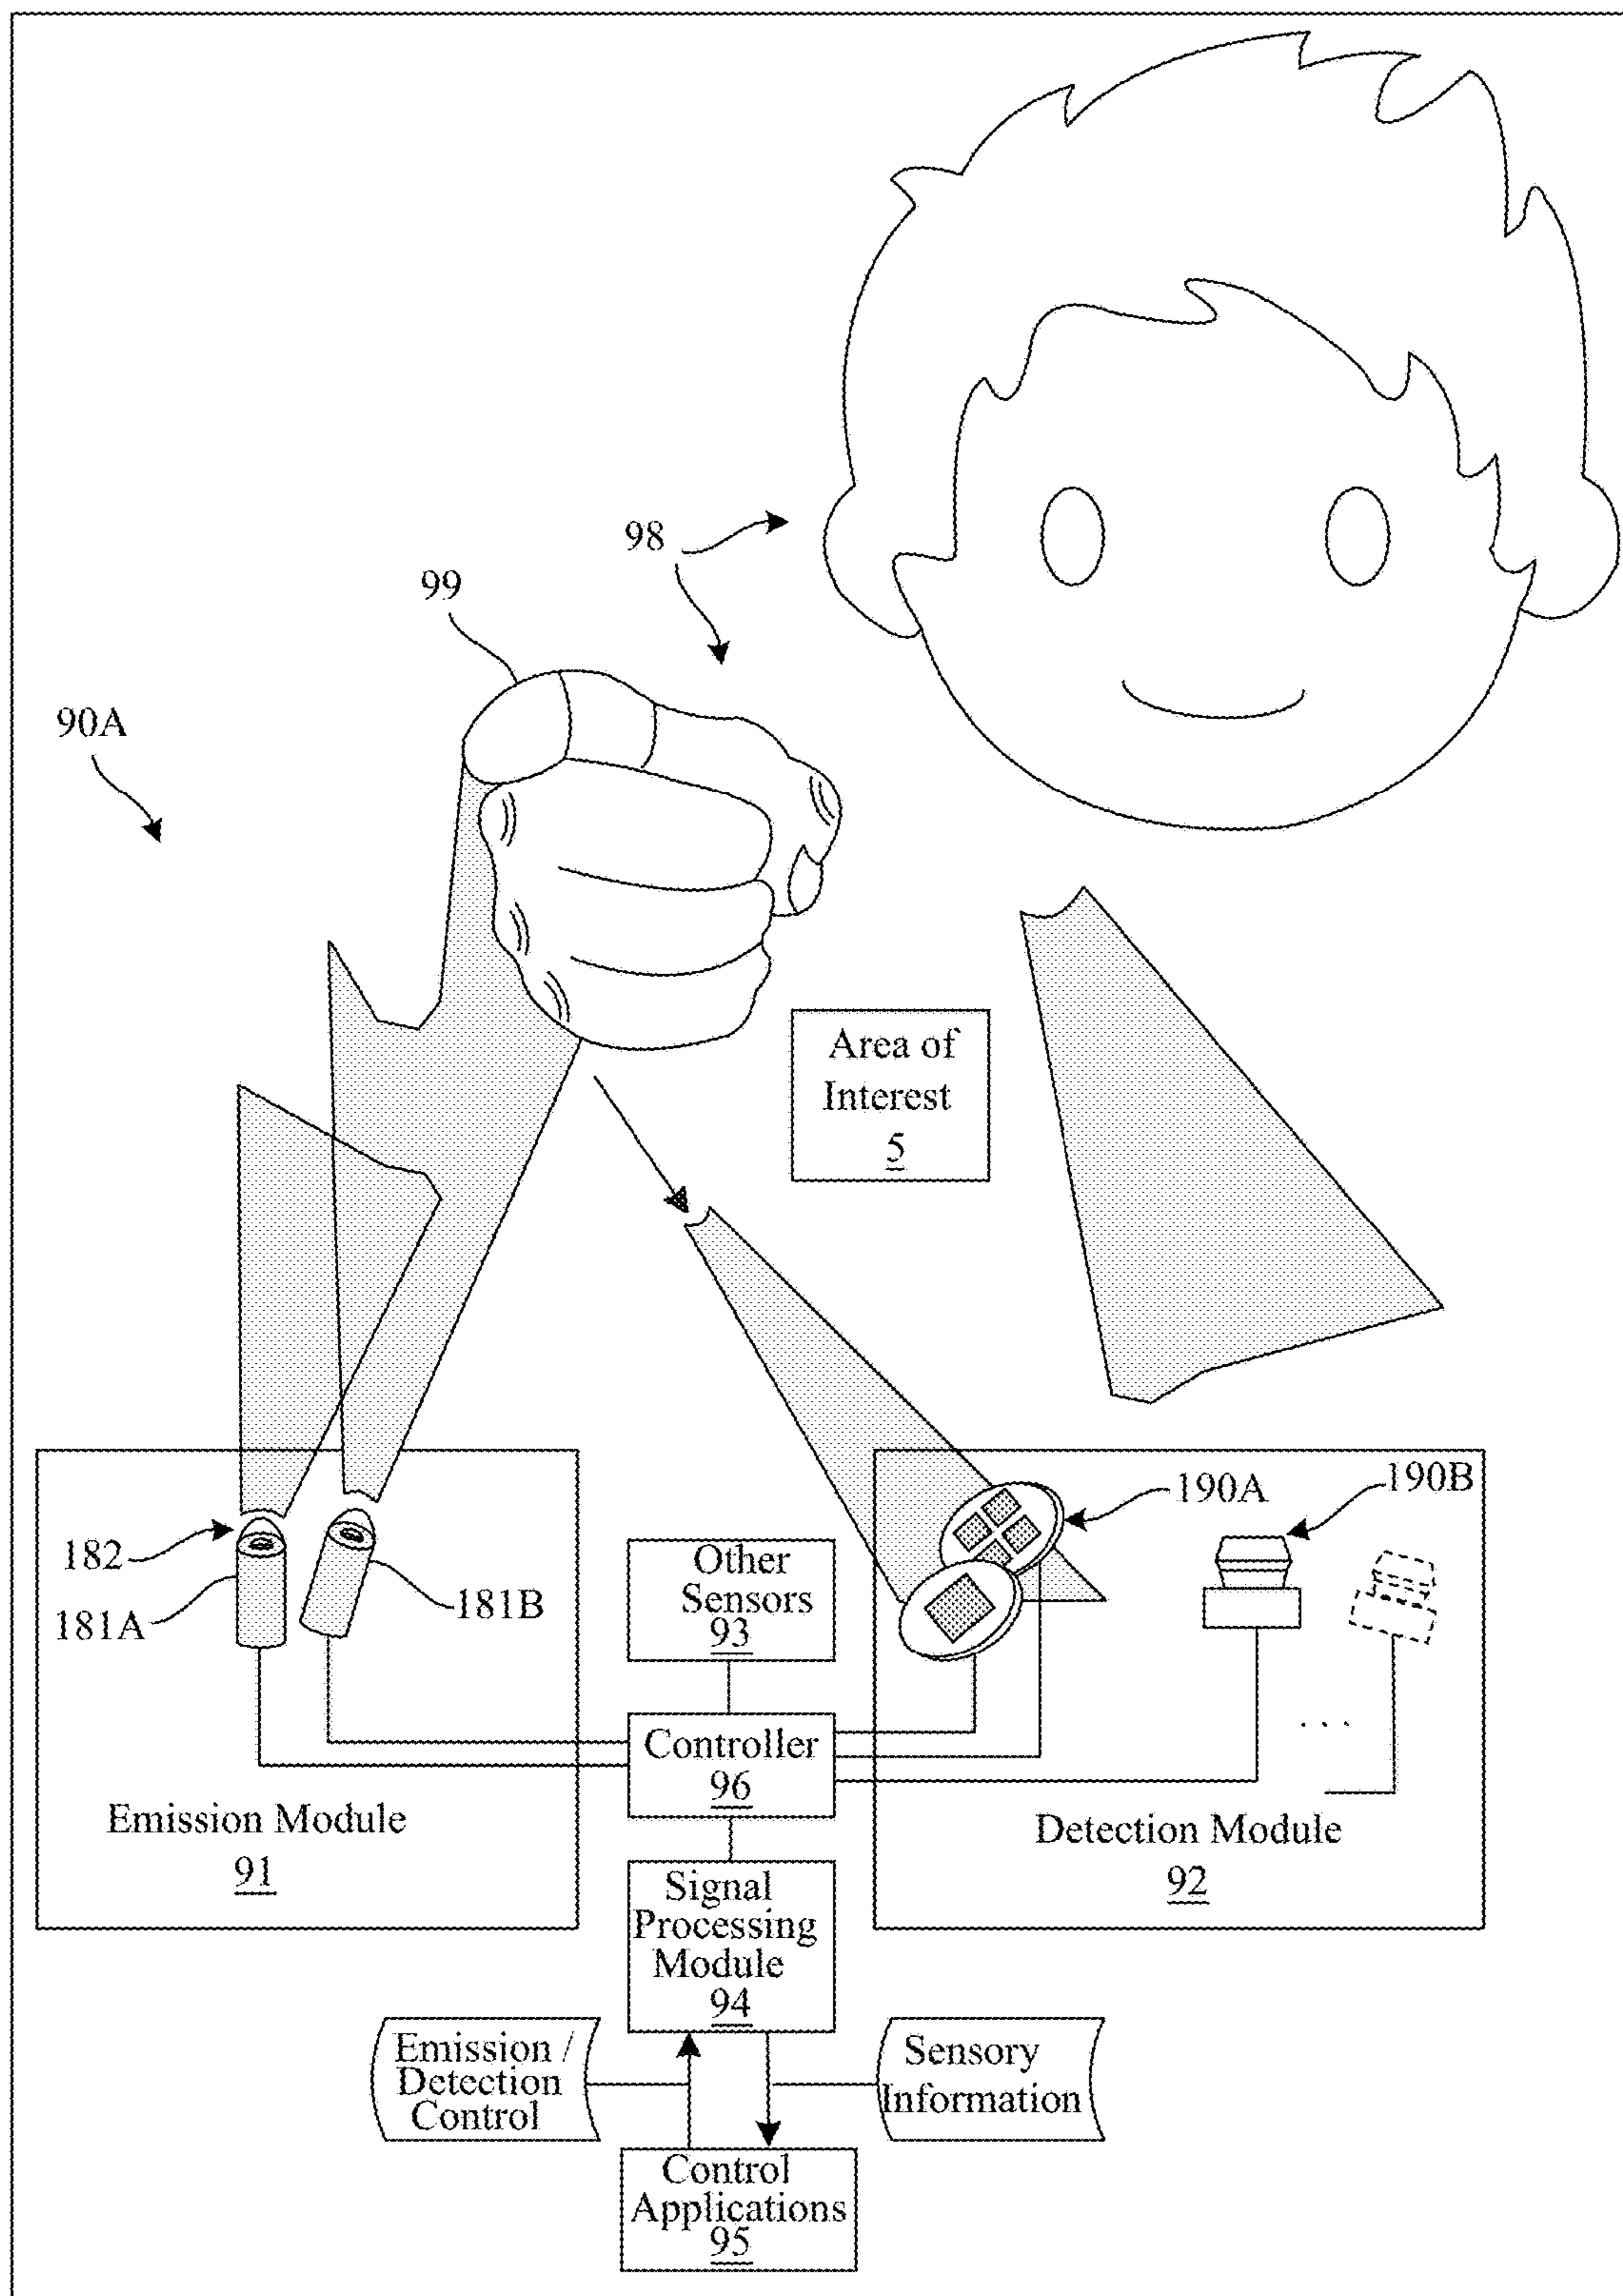 98
99
90A
Area of
Interest
5
190A
190B
182
181A
181B
Other
Sensors
93
Controller
96
Emission Module
91
Detection Module
92
. . .
Signal
Processing
Module
94
Emission /
Detection
Control
Sensory
Information
Control
Applications
95